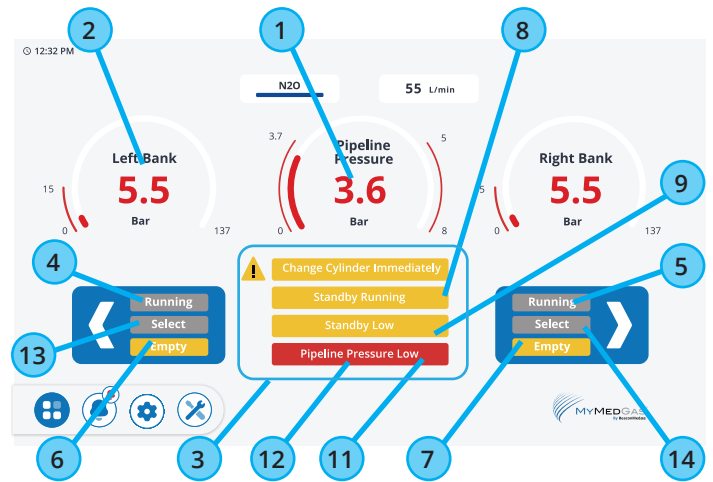 2
1
8
12:32 PM
N2O
55 L/min
3.7
5
Left Bank
Pipeline
Pressure
Right Bank
5.5
3.6
5.5
9
15
5
Bar
Bar
Bar
0
137
0
8
0
137
4
5
Change Cylinder Immediately
Running
Standby Running
Running
Select
Standby Low
Select
13
Empty
Pipeline Pressure Low
Empty
MYMEDGAS
By BeaconMedaes
6
3
12
11
7
14